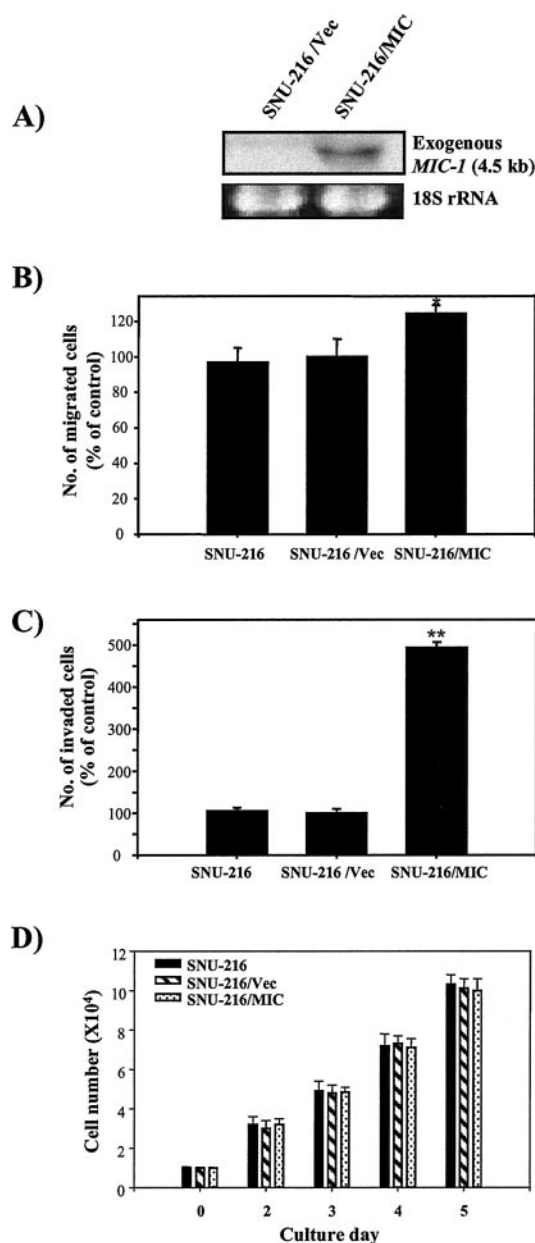 SNU-216 /Vec
SNU-216/MIC
A)
Exogenous
MIC-1 (4.5 kb)
18S rRNA
B)
No. of migrated cells
(% of control)
120
100
80
60
40
20
0
*
SNU-216
SNU-216 /Vec
SNU-216/MIC
C)
No. of invaded cells
(% of control)
500
400
300
200
100
0
**
SNU-216
SNU-216 /Vec
SNU-216/MIC
D)
Cell number (X10⁴)
12
10
8
6
4
2
0
SNU-216
SNU-216/Vec
SNU-216/MIC
0
2
3
4
5
Culture day